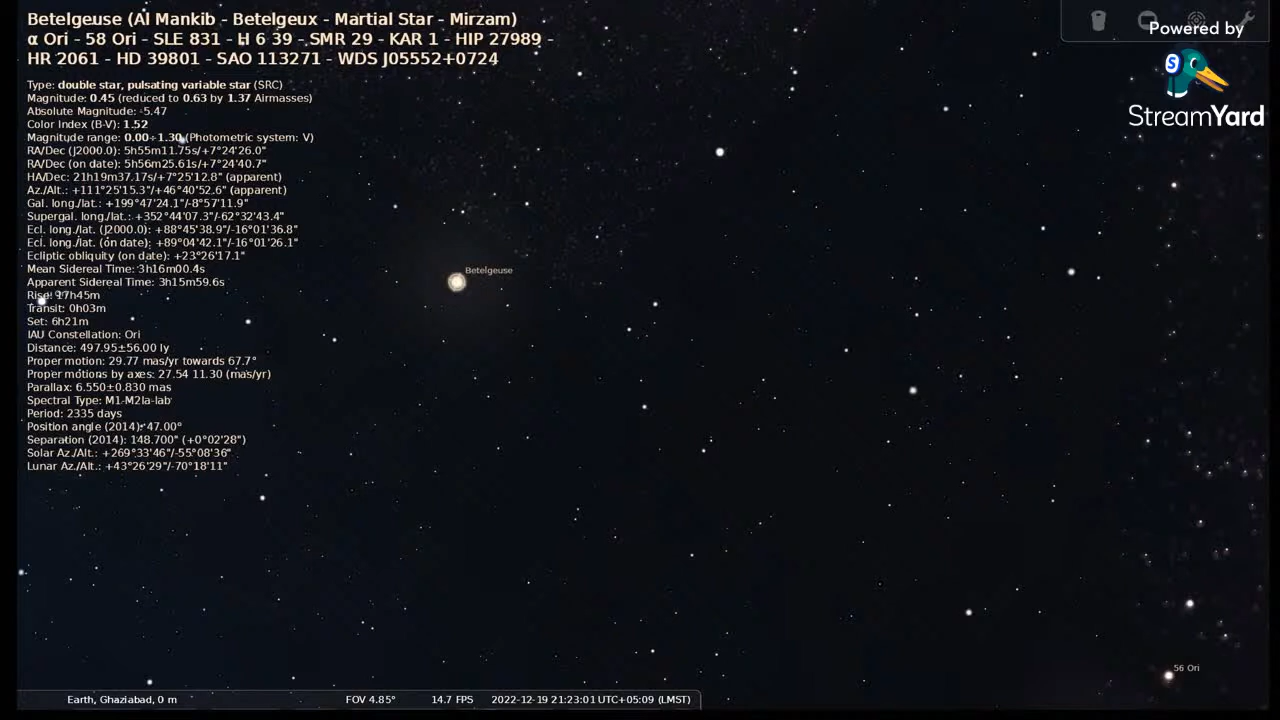 Betelgeuse (Al Mankib - Betelgeux - Martial Star - Mirzam)
α Ori - 58 Ori - SLE 831 - H 6 39 - SMR 29 - KAR 1 - HIP 27989 -
HR 2061 - HD 39801 - SAO 113271 - WDS J05552+0724
Type: double star, pulsating variable star (SRC)
Magnitude: 0.45 (reduced to 0.63 by 1.37 Airmasses)
Absolute Magnitude: -5.47
Color Index (B-V): 1.52
Magnitude range: 0.00÷1.30 (Photometric system: V)
RA/Dec (J2000.0): 5h55m11.75s/+7°24'26.0"
RA/Dec (on date): 5h56m25.61s/+7°24'40.7"
HA/Dec: 21h19m37.17s/+7°25'12.8" (apparent)
Az./Alt.: +111°25'15.3"/+46°40'52.6" (apparent)
Gal. long./lat.: +199°47'24.1"/-8°57'11.9"
Supergal. long./lat.: +352°44'07.3"/-62°32'43.4"
Ecl. long./lat. (J2000.0): +88°45'38.9"/-16°01'36.8"
Ecl. long./lat. (on date): +89°04'42.1"/-16°01'26.1"
Ecliptic obliquity (on date): +23°26'17.1"
Mean Sidereal Time: 3h16m00.4s
Apparent Sidereal Time: 3h15m59.6s
Rise: 17h45m
Transit: 0h03m
Set: 6h21m
IAU Constellation: Ori
Distance: 497.95±56.00 ly
Proper motion: 29.77 mas/yr towards 67.7°
Proper motions by axes: 27.54 11.30 (mas/yr)
Parallax: 6.550±0.830 mas
Spectral Type: M1-M2Ia-Iab
Period: 2335 days
Position angle (2014): 47.00°
Separation (2014): 148.700" (+0°02'28")
Solar Az./Alt.: +269°33'46"/-55°08'36"
Lunar Az./Alt.: +43°26'29"/-70°18'11"
Powered by
S
StreamYard
Betelgeuse
56 Ori
Earth, Ghaziabad, 0 m FOV 4.85° 14.7 FPS 2022-12-19 21:23:01 UTC+05:09 (LMST)